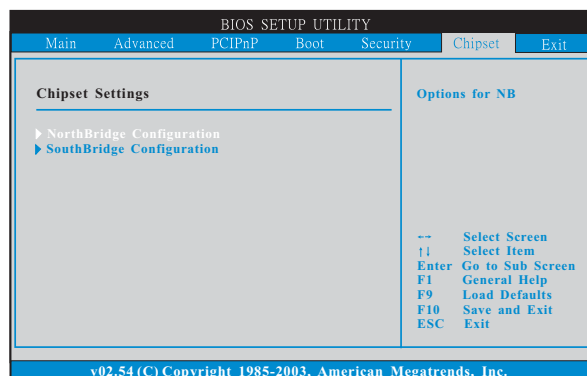 BIOS SETUP UTILITY
Main Advanced PCIPnP Boot Security Chipset Exit
Chipset Settings
NorthBridge Configuration
SouthBridge Configuration
Options for NB
←→ Select Screen
↑↓ Select Item
Enter Go to Sub Screen
F1 General Help
F9 Load Defaults
F10 Save and Exit
ESC Exit
v02.54 (C) Copyright 1985-2003, American Megatrends, Inc.